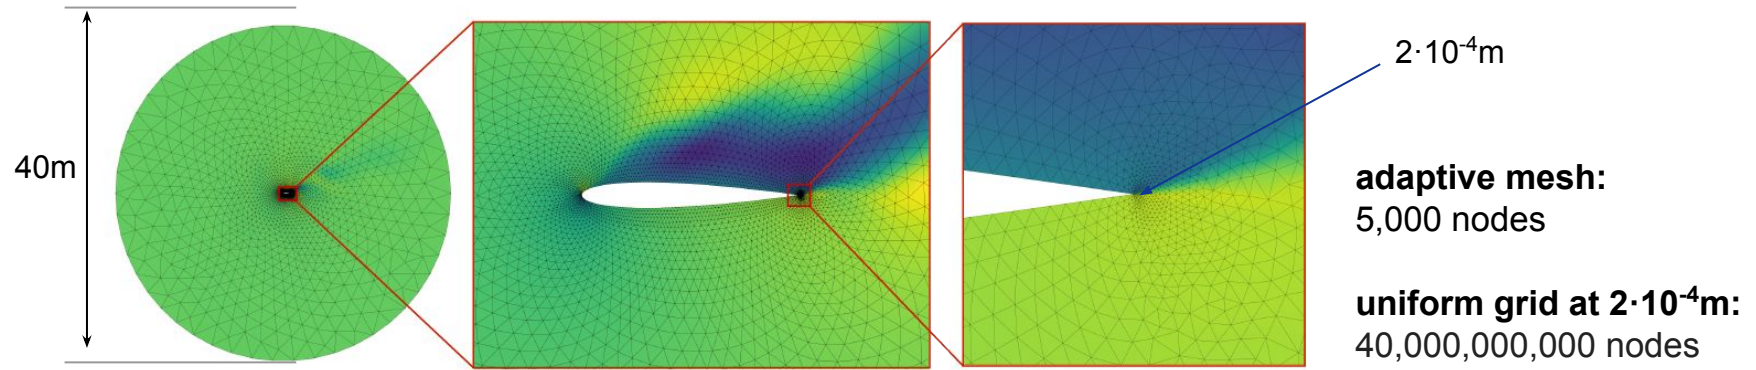 40m
2·10⁻⁴m
adaptive mesh:
5,000 nodes
uniform grid at 2·10⁻⁴m:
40,000,000,000 nodes